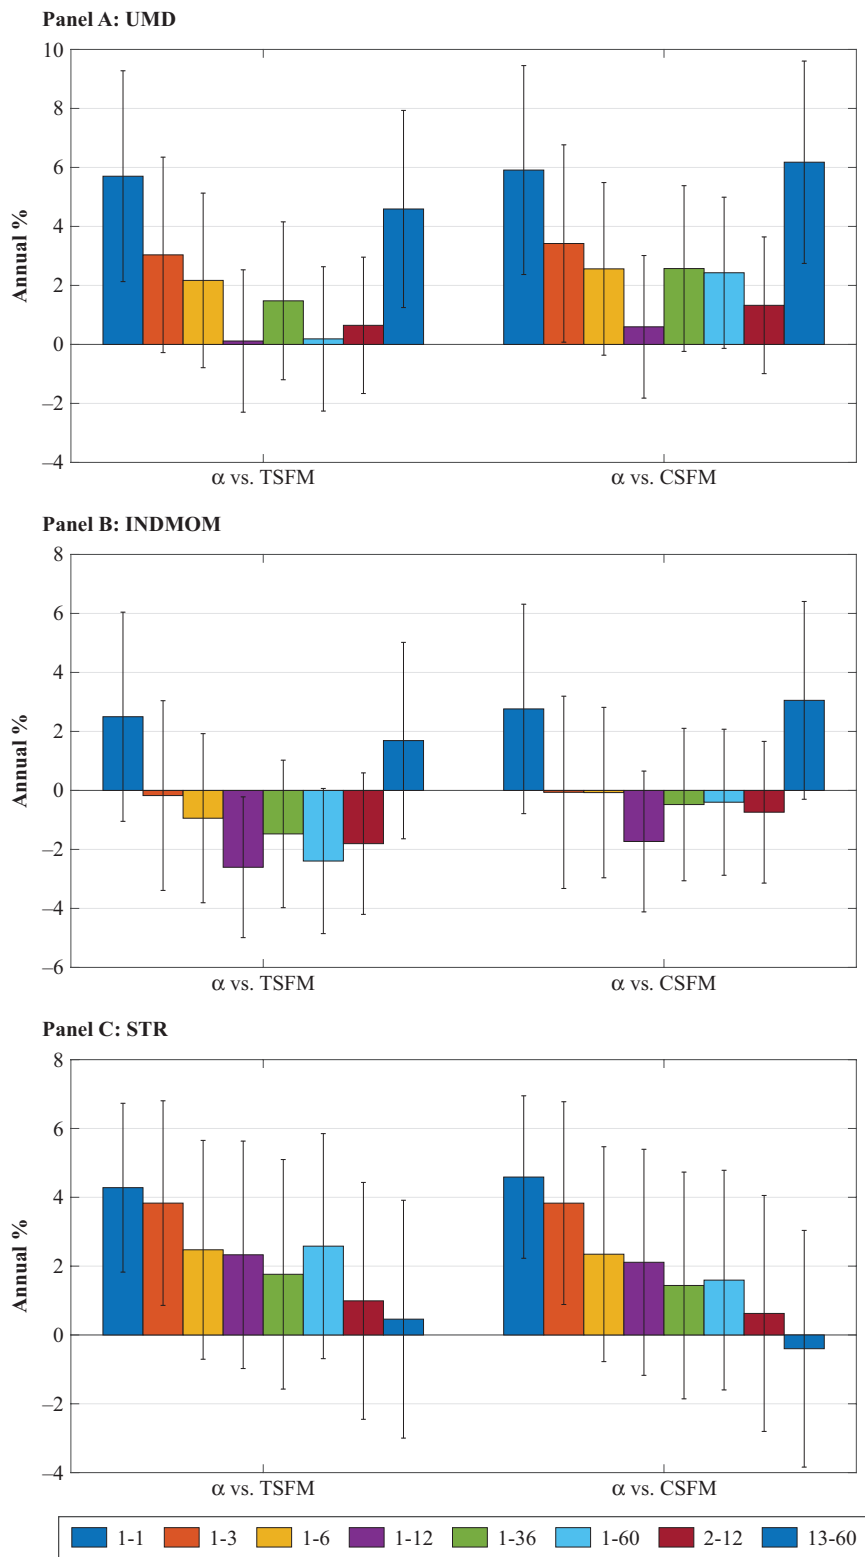 Panel A: UMD
10
8
6
4
2
0
–2
–4
Annual %
α vs. TSFM α vs. CSFM
Panel B: INDMOM
8
6
4
2
0
–2
–4
–6
Annual %
α vs. TSFM α vs. CSFM
Panel C: STR
8
6
4
2
0
–2
–4
Annual %
α vs. TSFM α vs. CSFM
1-1 1-3 1-6 1-12 1-36 1-60 2-12 13-60